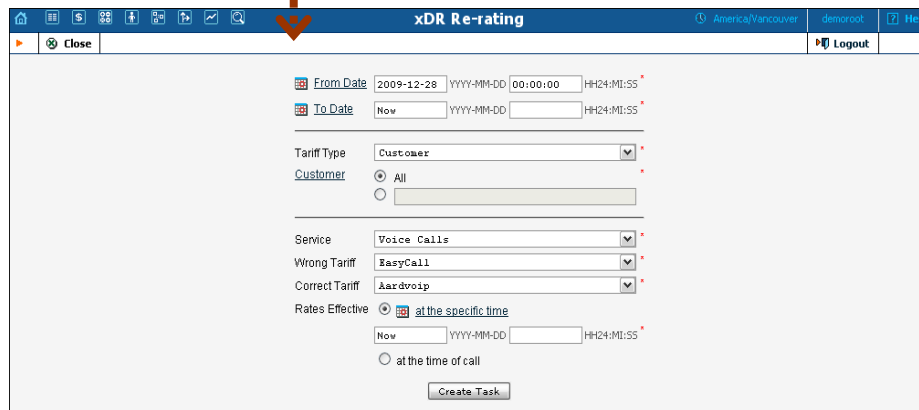 xDR Re-rating America/Vancouver demoroot ? He
Close Logout
From Date 2009-12-28 YYYY-MM-DD 00:00:00 HH24:MI:SS *
To Date Now YYYY-MM-DD HH24:MI:SS *
Tariff Type Customer *
Customer All *
Service Voice Calls *
Wrong Tariff EasyCall *
Correct Tariff Aardvoip *
Rates Effective at the specific time
Now YYYY-MM-DD HH24:MI:SS *
at the time of call
Create Task